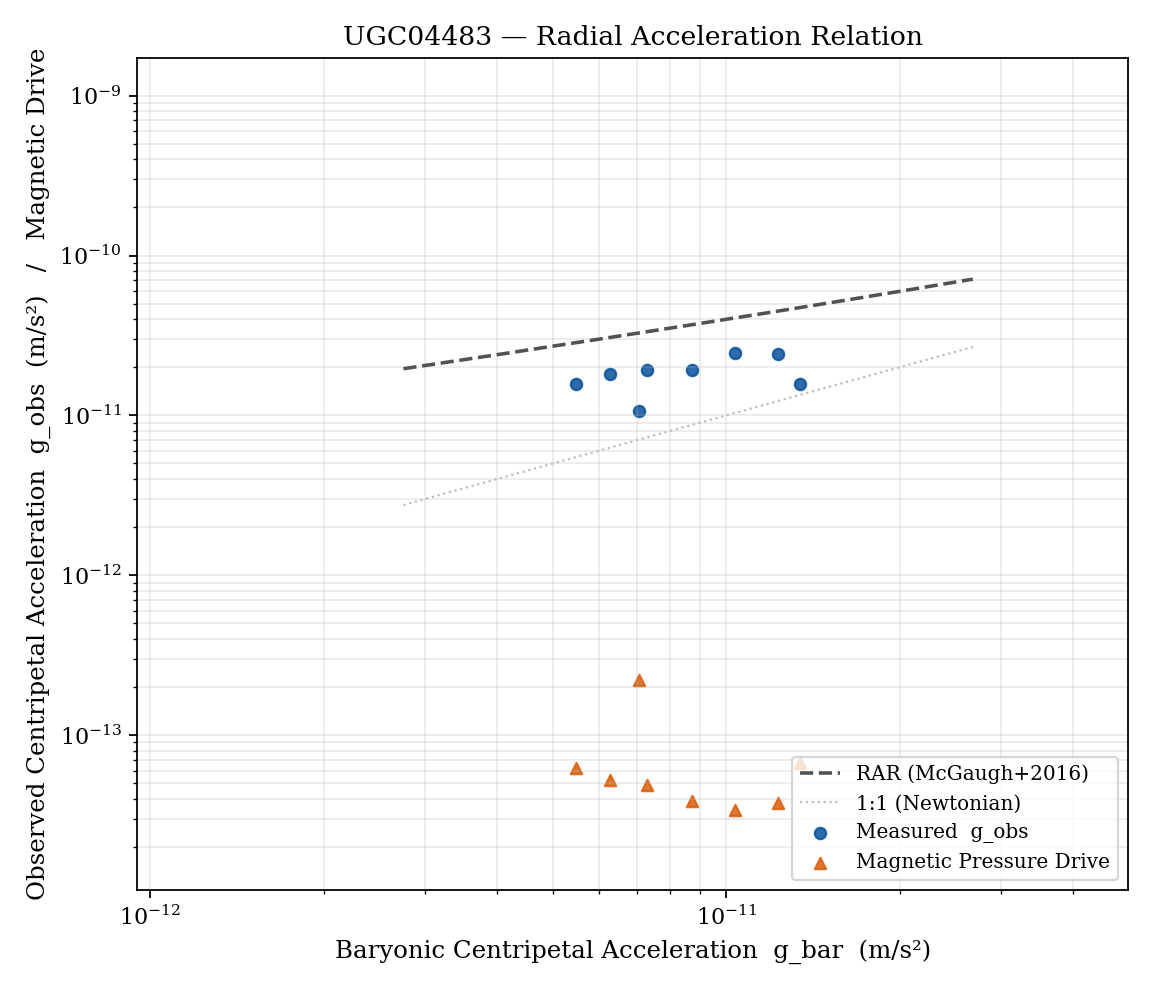 UGC04483 — Radial Acceleration Relation
Observed Centripetal Acceleration  g_obs  (m/s²)   /   Magnetic Drive
10⁻⁹
10⁻¹⁰
10⁻¹¹
10⁻¹²
10⁻¹³
RAR (McGaugh+2016)
1:1 (Newtonian)
Measured  g_obs
Magnetic Pressure Drive
10⁻¹²
10⁻¹¹
Baryonic Centripetal Acceleration  g_bar  (m/s²)